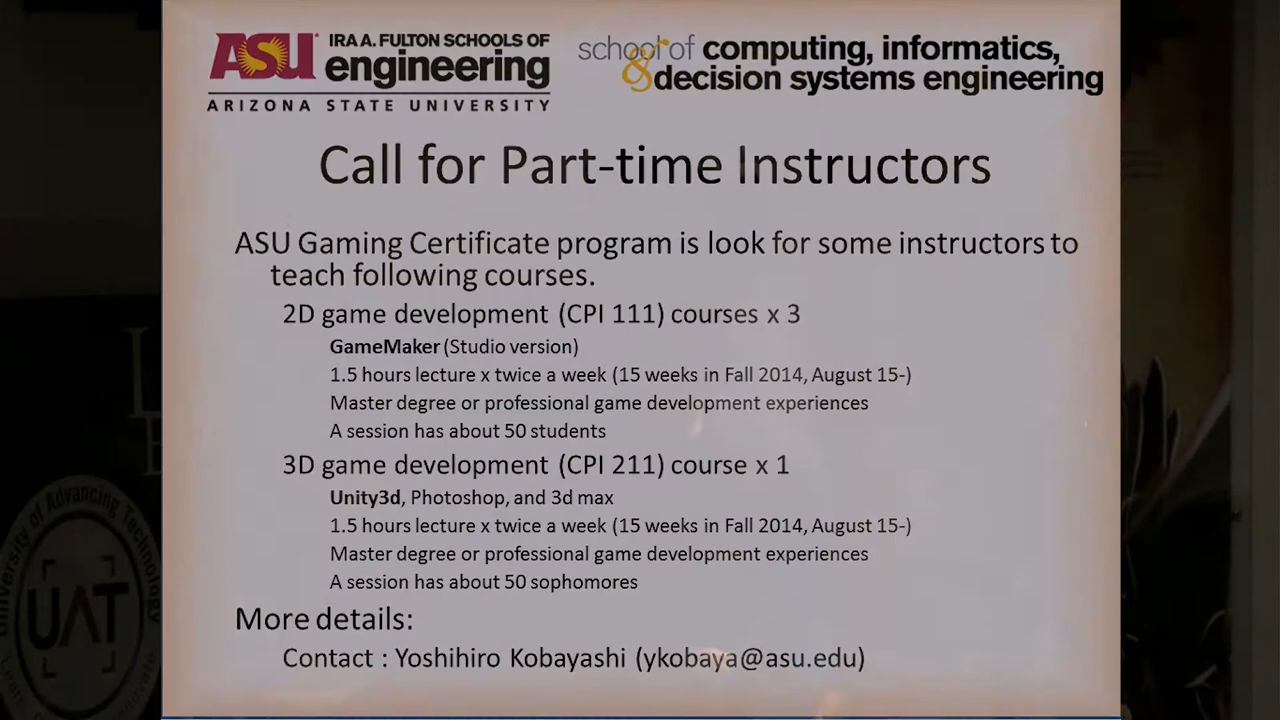 ASU
IRA A. FULTON SCHOOLS OF
engineering
ARIZONA STATE UNIVERSITY
school of computing, informatics,
& decision systems engineering
Call for Part-time Instructors
ASU Gaming Certificate program is look for some instructors to
teach following courses.
2D game development (CPI 111) courses x 3
GameMaker (Studio version)
1.5 hours lecture x twice a week (15 weeks in Fall 2014, August 15-)
Master degree or professional game development experiences
A session has about 50 students
3D game development (CPI 211) course x 1
Unity3d, Photoshop, and 3d max
1.5 hours lecture x twice a week (15 weeks in Fall 2014, August 15-)
Master degree or professional game development experiences
A session has about 50 sophomores
More details:
Contact : Yoshihiro Kobayashi (ykobaya@asu.edu)
University of Advancing Technology
UAT